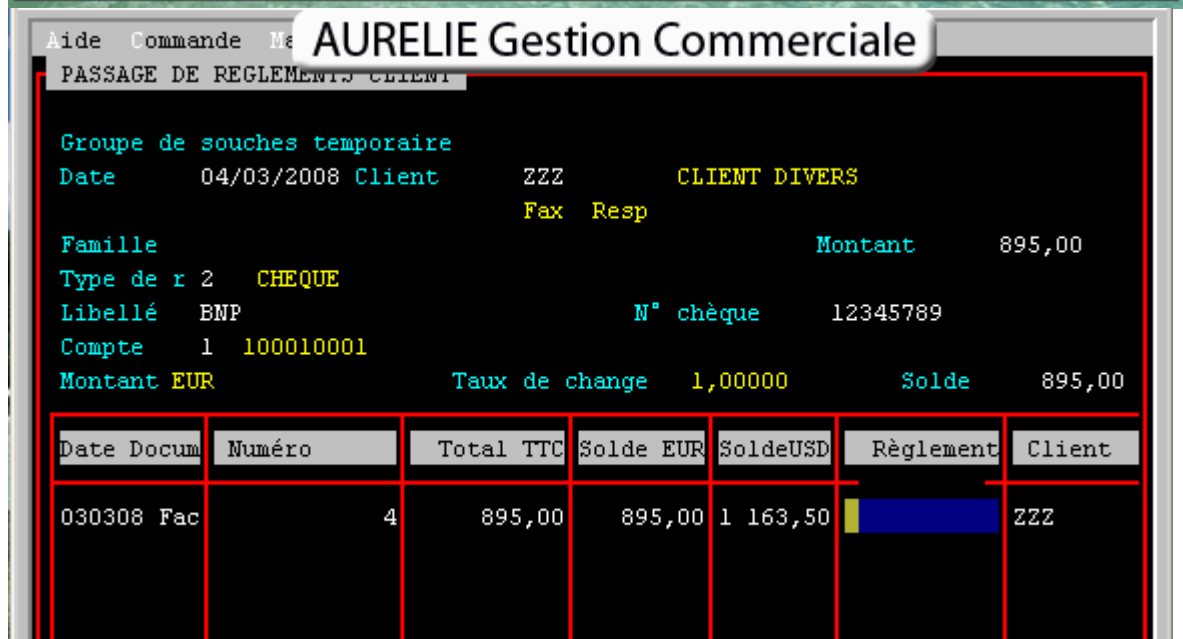 Aide Commande Ma AURELIE Gestion Commerciale
PASSAGE DE REGLEMENTS CLIENT
Groupe de souches temporaire
Date 04/03/2008 Client ZZZ CLIENT DIVERS
Fax Resp
Famille Montant 895,00
Type de r 2 CHEQUE
Libellé BNP N° chèque 12345789
Compte 1 100010001
Montant EUR Taux de change 1,00000 Solde 895,00
Date Docum Numéro Total TTC Solde EUR SoldeUSD Règlement Client
030308 Fac 4 895,00 895,00 1 163,50 ZZZ